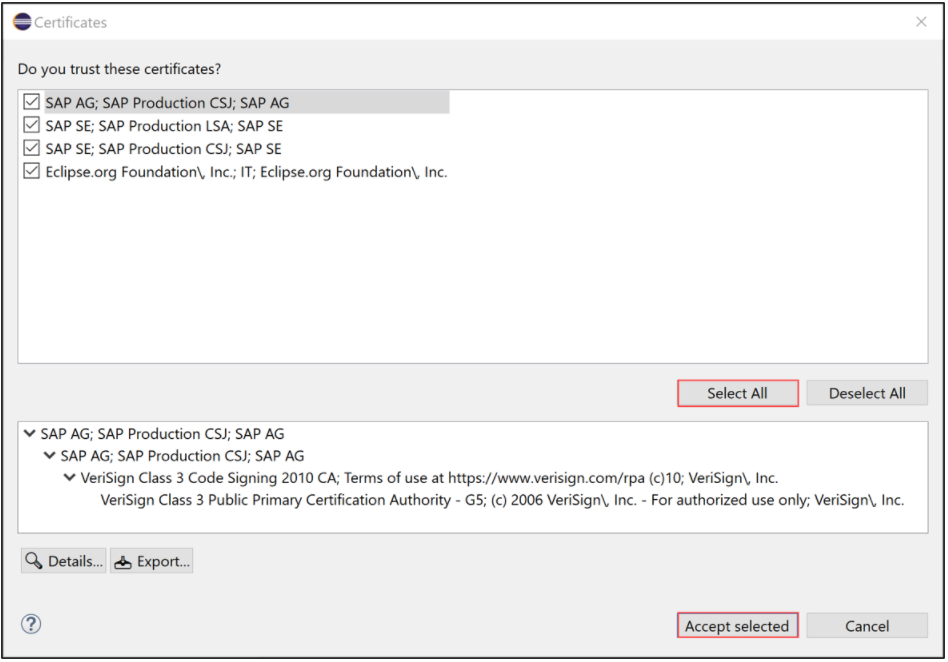 Certificates
Do you trust these certificates?
SAP AG; SAP Production CSJ; SAP AG
SAP SE; SAP Production LSA; SAP SE
SAP SE; SAP Production CSJ; SAP SE
Eclipse.org Foundation\, Inc.; IT; Eclipse.org Foundation\, Inc.
Select All Deselect All
SAP AG; SAP Production CSJ; SAP AG
SAP AG; SAP Production CSJ; SAP AG
VeriSign Class 3 Code Signing 2010 CA; Terms of use at https://www.verisign.com/rpa (c)10; VeriSign\, Inc.
VeriSign Class 3 Public Primary Certification Authority - G5; (c) 2006 VeriSign\, Inc. - For authorized use only; VeriSign\, Inc.
Details... Export...
? Accept selected Cancel